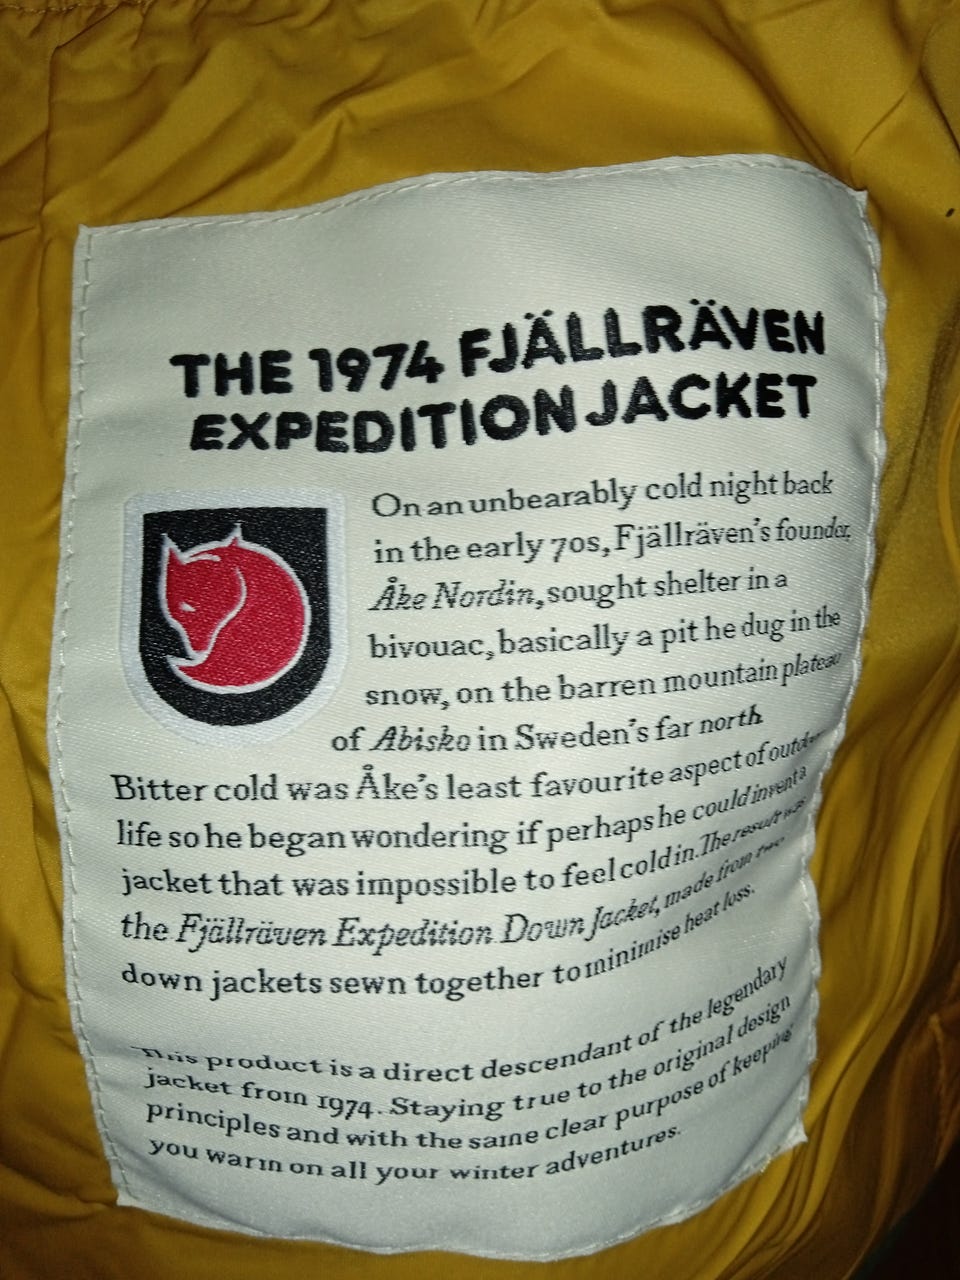 THE 1974 FJÄLLRÄVEN
EXPEDITION JACKET
On an unbearably cold night back
in the early 70s, Fjällräven's founder,
Åke Nordin, sought shelter in a
bivouac, basically a pit he dug in the
snow, on the barren mountain plateau
of Abisko in Sweden's far north
Bitter cold was Åke's least favourite aspect of outdoor
life so he began wondering if perhaps he could invent a
jacket that was impossible to feel cold in. The result was
the Fjällräven Expedition Down Jacket, made from two
down jackets sewn together to minimise heat loss.
This product is a direct descendant of the legendary
jacket from 1974. Staying true to the original design
principles and with the same clear purpose of keeping
you warm on all your winter adventures.